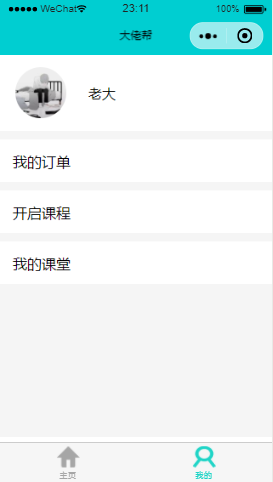 WeChat 23:11 100%
大佬帮
老大
我的订单
开启课程
我的课堂
主页 我的